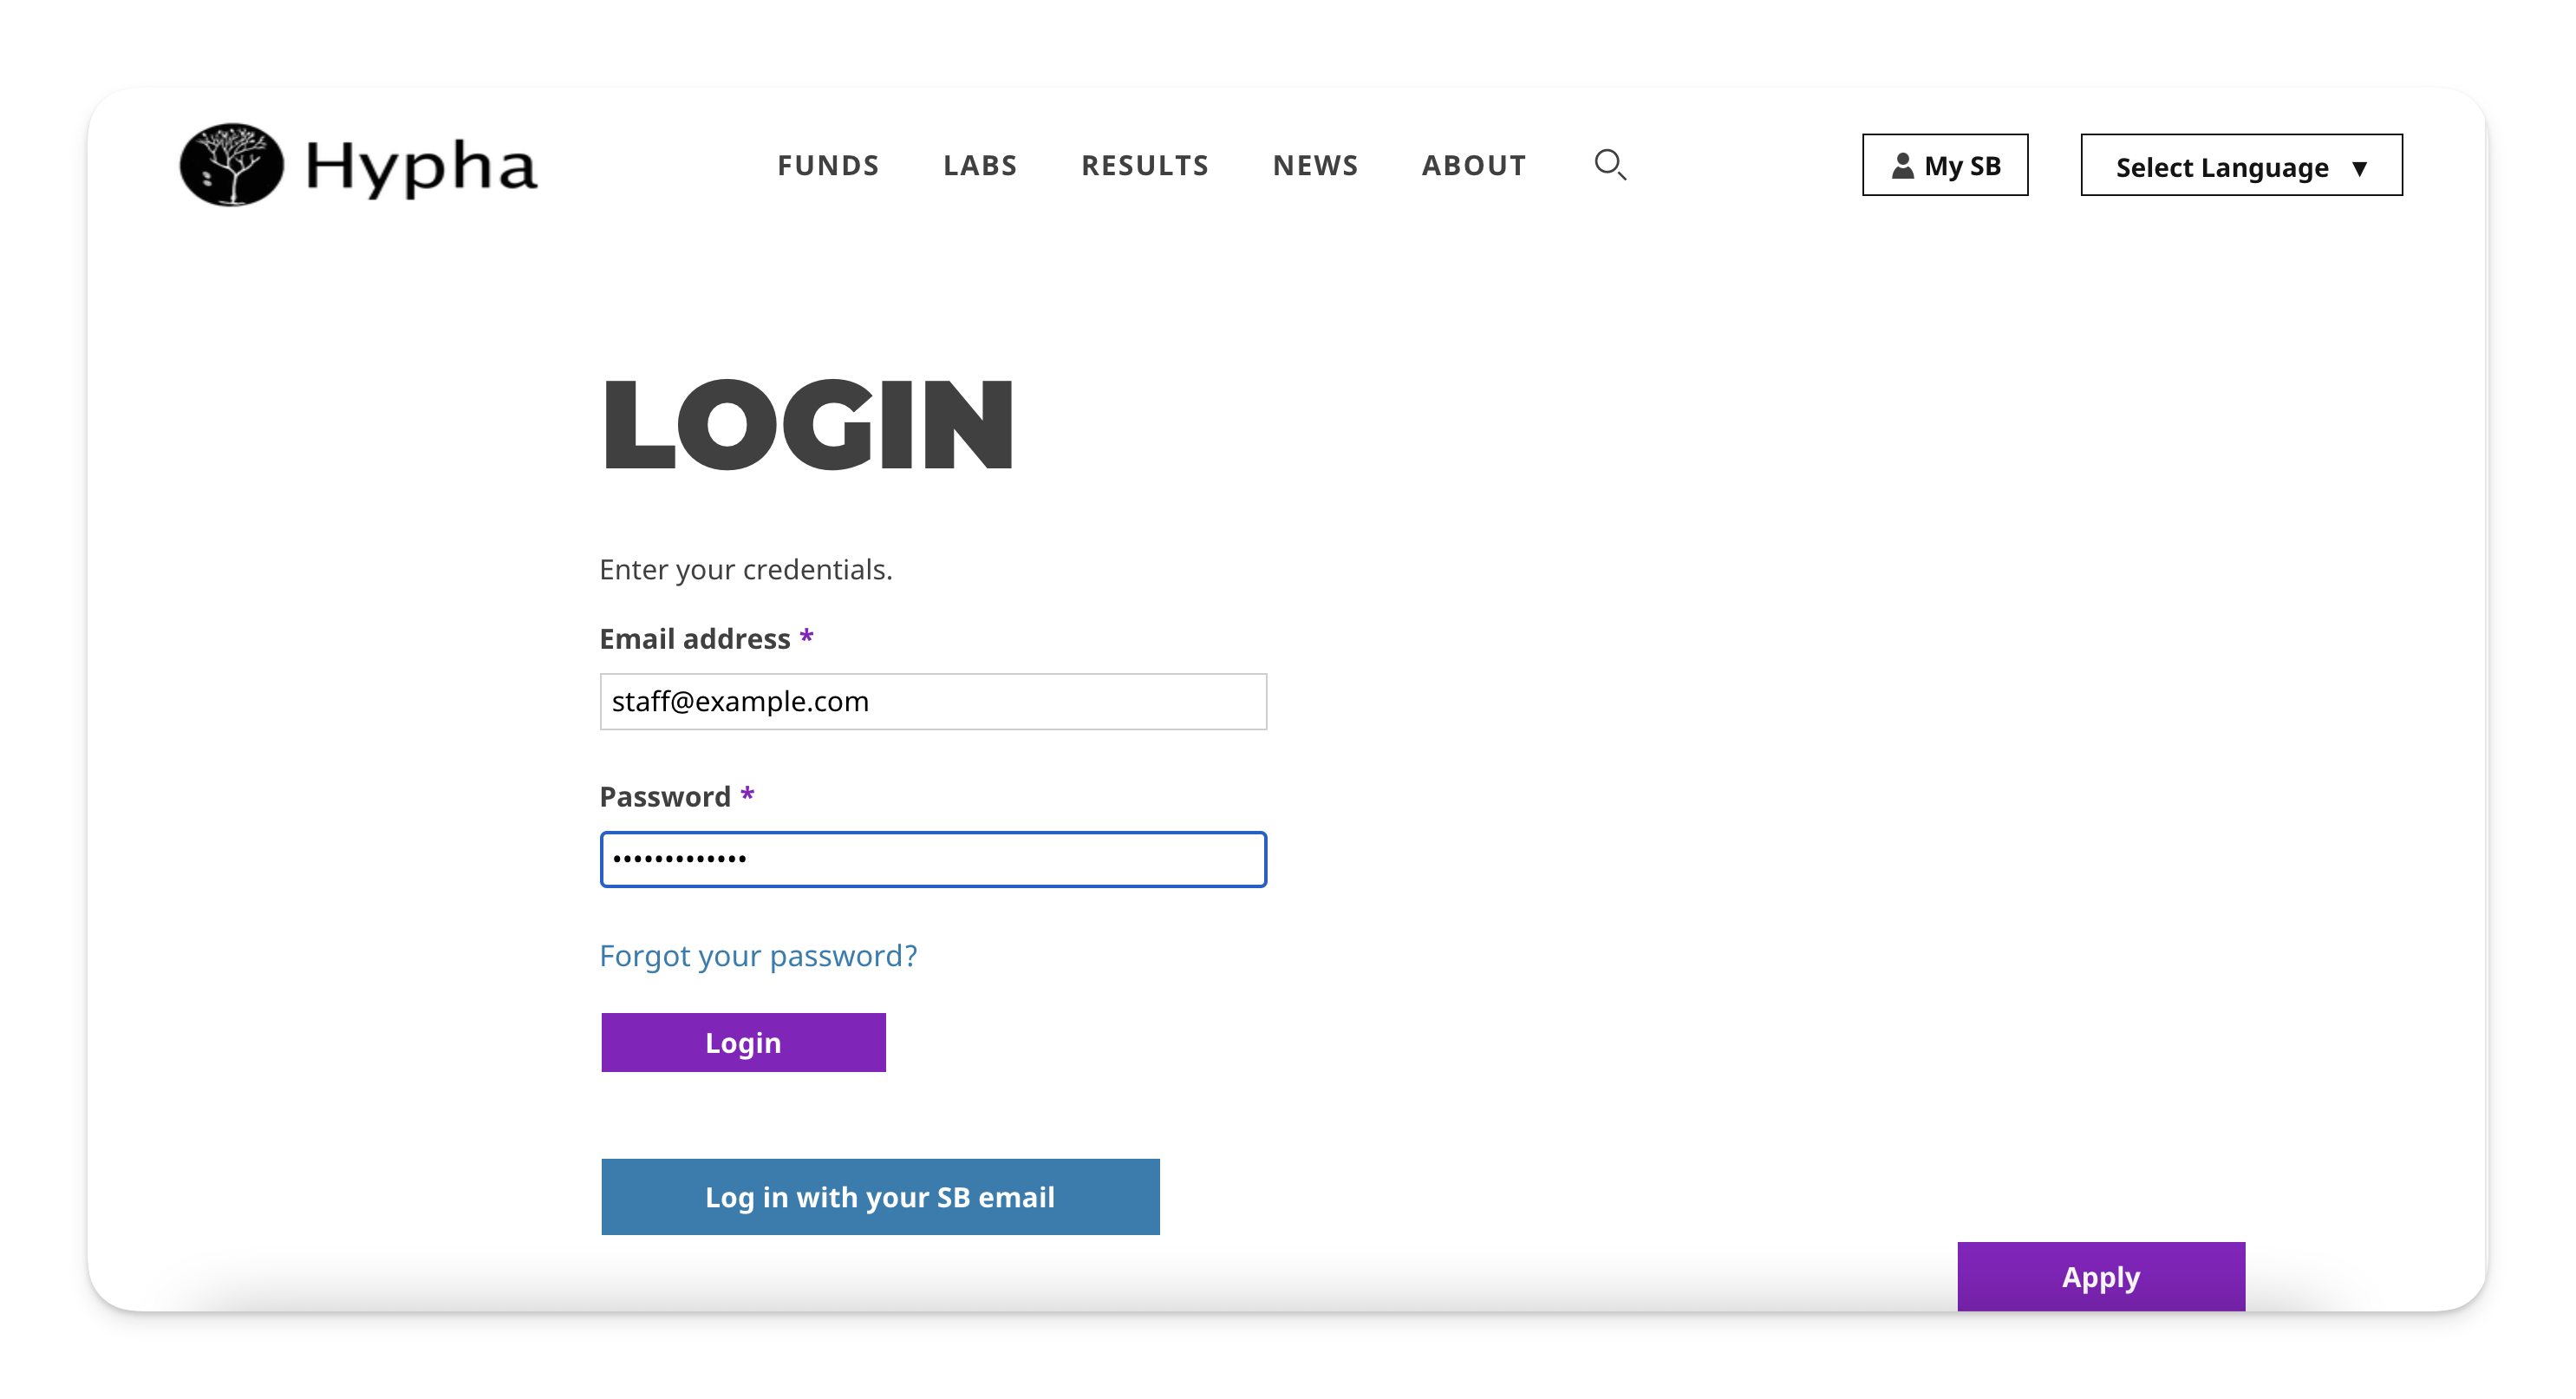 Hypha
FUNDS LABS RESULTS NEWS ABOUT
My SB
Select Language ▼
LOGIN
Enter your credentials.
Email address *
staff@example.com
Password *
•••••••••••••
Forgot your password?
Login
Log in with your SB email
Apply